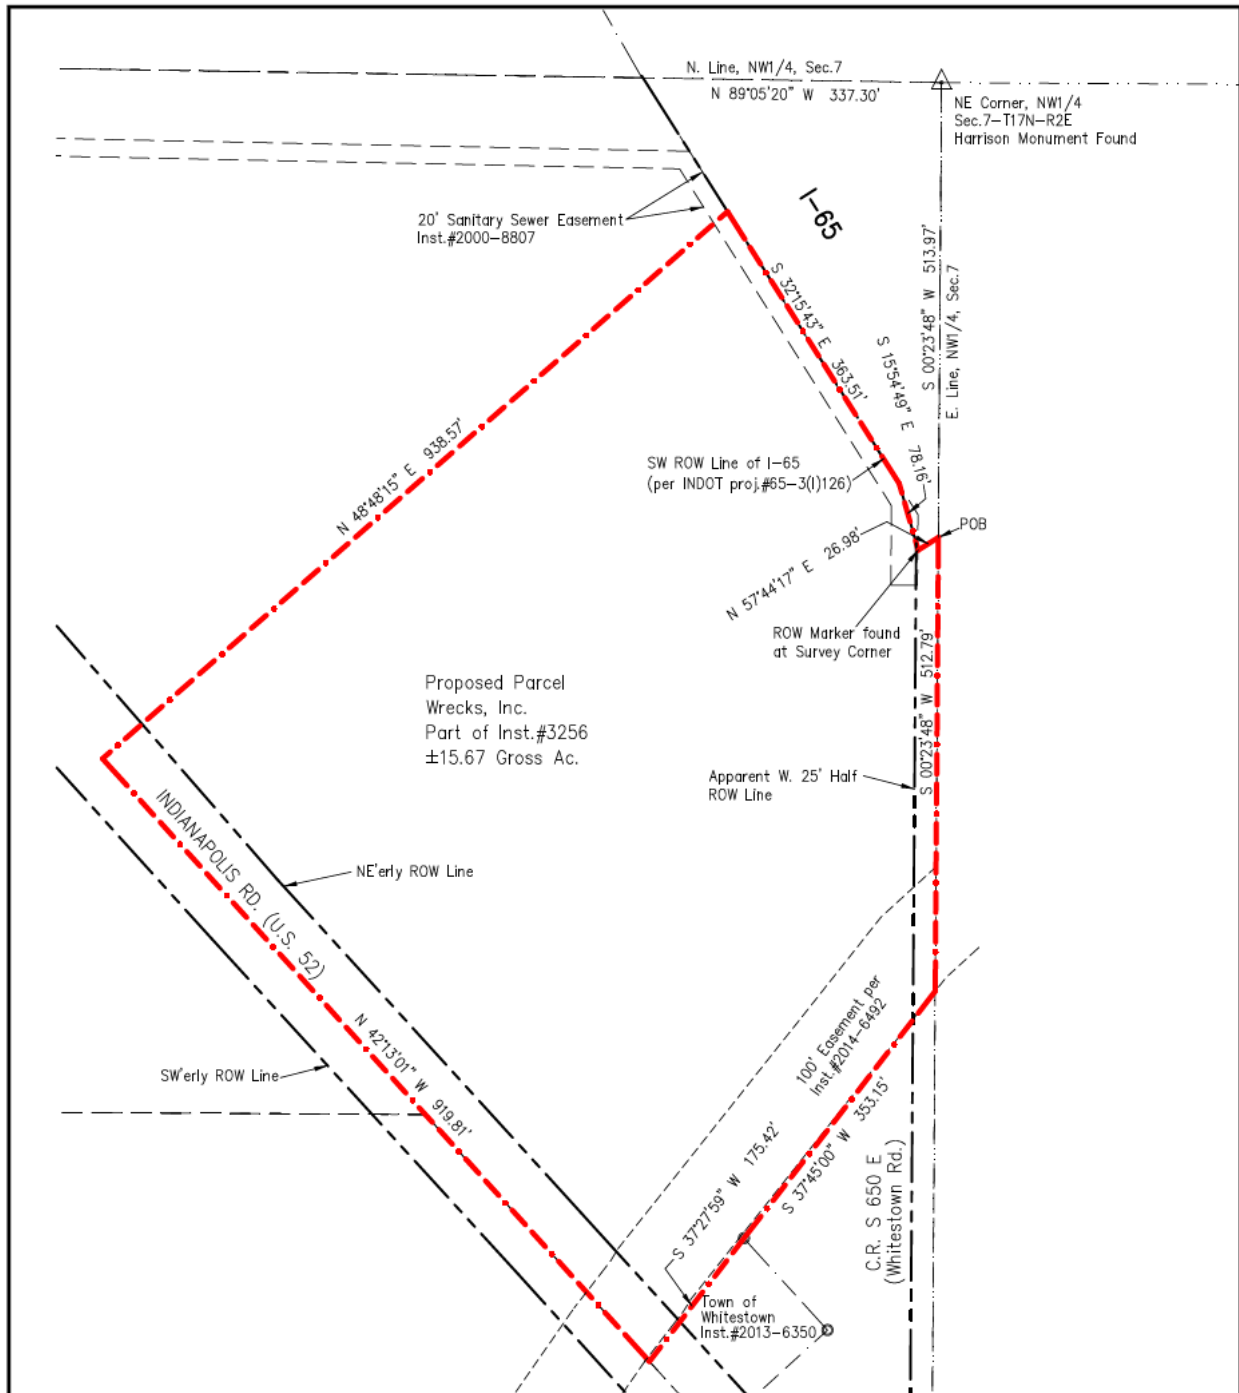 N. Line, NW1/4, Sec.7
N 89°05'20" W 337.30'
NE Corner, NW1/4
Sec.7-T17N-R2E
Harrison Monument Found
20' Sanitary Sewer Easement
Inst.#2000-8807
I-65
S 32°15'43" E 363.51'
S 15°54'49" E 78.16'
S 00°23'48" W 513.97'
E. Line, NW1/4, Sec.7
N 48°48'15" E 938.57'
SW ROW Line of I-65
(per INDOT proj.#65-3(I)126)
POB
N 57°44'17" E 26.98'
ROW Marker found
at Survey Corner
S 00°23'48" W 512.79'
Proposed Parcel
Wrecks, Inc.
Part of Inst.#3256
±15.67 Gross Ac.
Apparent W. 25' Half
ROW Line
INDIANAPOLIS RD. (U.S. 52)
NE'erly ROW Line
N 42°13'01" W 919.81'
SW'erly ROW Line
100' Easement per
Inst.#2014-6492
S 37°27'59" W 175.42'
S 37°45'00" W 353.15'
C.R. S 650 E
(Whitestown Rd.)
Town of
Whitestown
Inst.#2013-6350